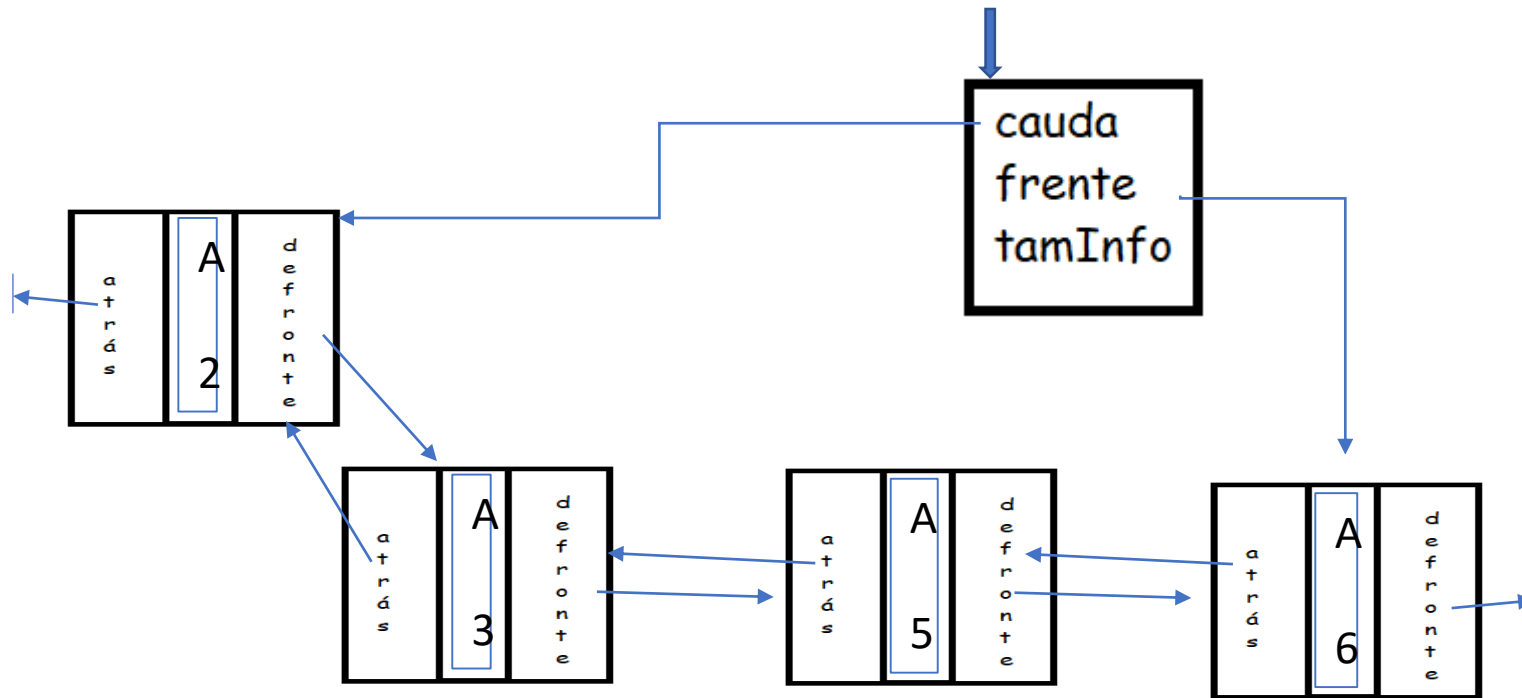 cauda
frente
tamInfo
atrás
A
2
defronte
atrás
A
3
defronte
atrás
A
5
defronte
atrás
A
6
defronte